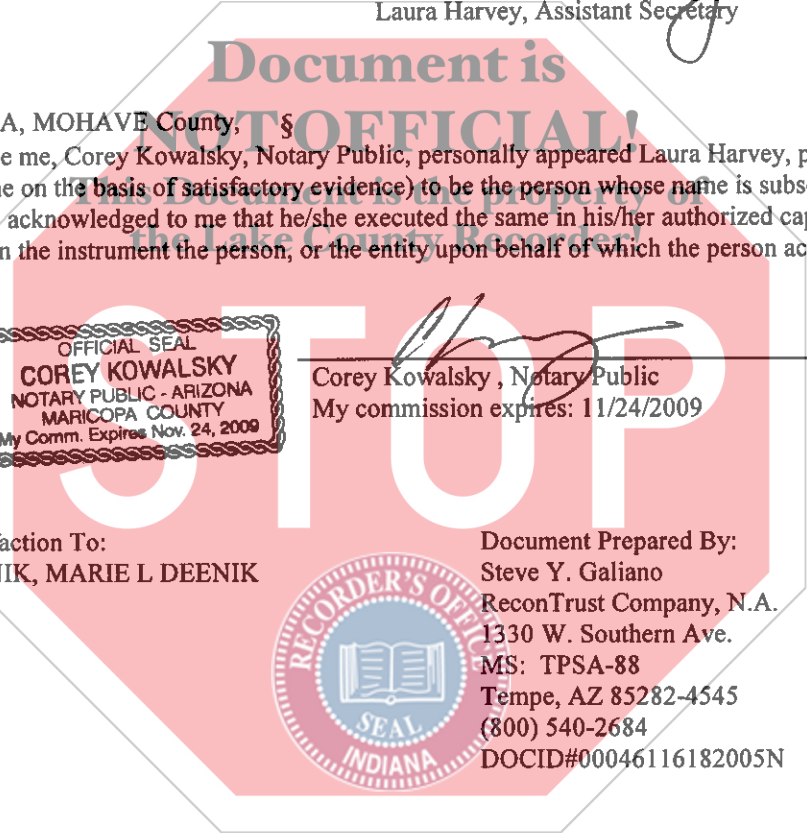 Laura Harvey, Assistant Secretary
Document is
NOT OFFICIAL!
A, MOHAVE County, §
e me, Corey Kowalsky, Notary Public, personally appeared Laura Harvey, p
ne on the basis of satisfactory evidence) to be the person whose name is subs
This Document is the property of
acknowledged to me that he/she executed the same in his/her authorized cap
the Lake County Recorder!
n the instrument the person, or the entity upon behalf of which the person ac
STOP
OFFICIAL SEAL
COREY KOWALSKY
NOTARY PUBLIC - ARIZONA
MARICOPA COUNTY
My Comm. Expires Nov. 24, 2009
Corey Kowalsky , Notary Public
My commission expires: 11/24/2009
action To:
NIK, MARIE L DEENIK
Document Prepared By:
Steve Y. Galiano
ReconTrust Company, N.A.
1330 W. Southern Ave.
MS: TPSA-88
Tempe, AZ 85282-4545
(800) 540-2684
DOCID#00046116182005N
RECORDER'S OFFICE
SEAL
INDIANA